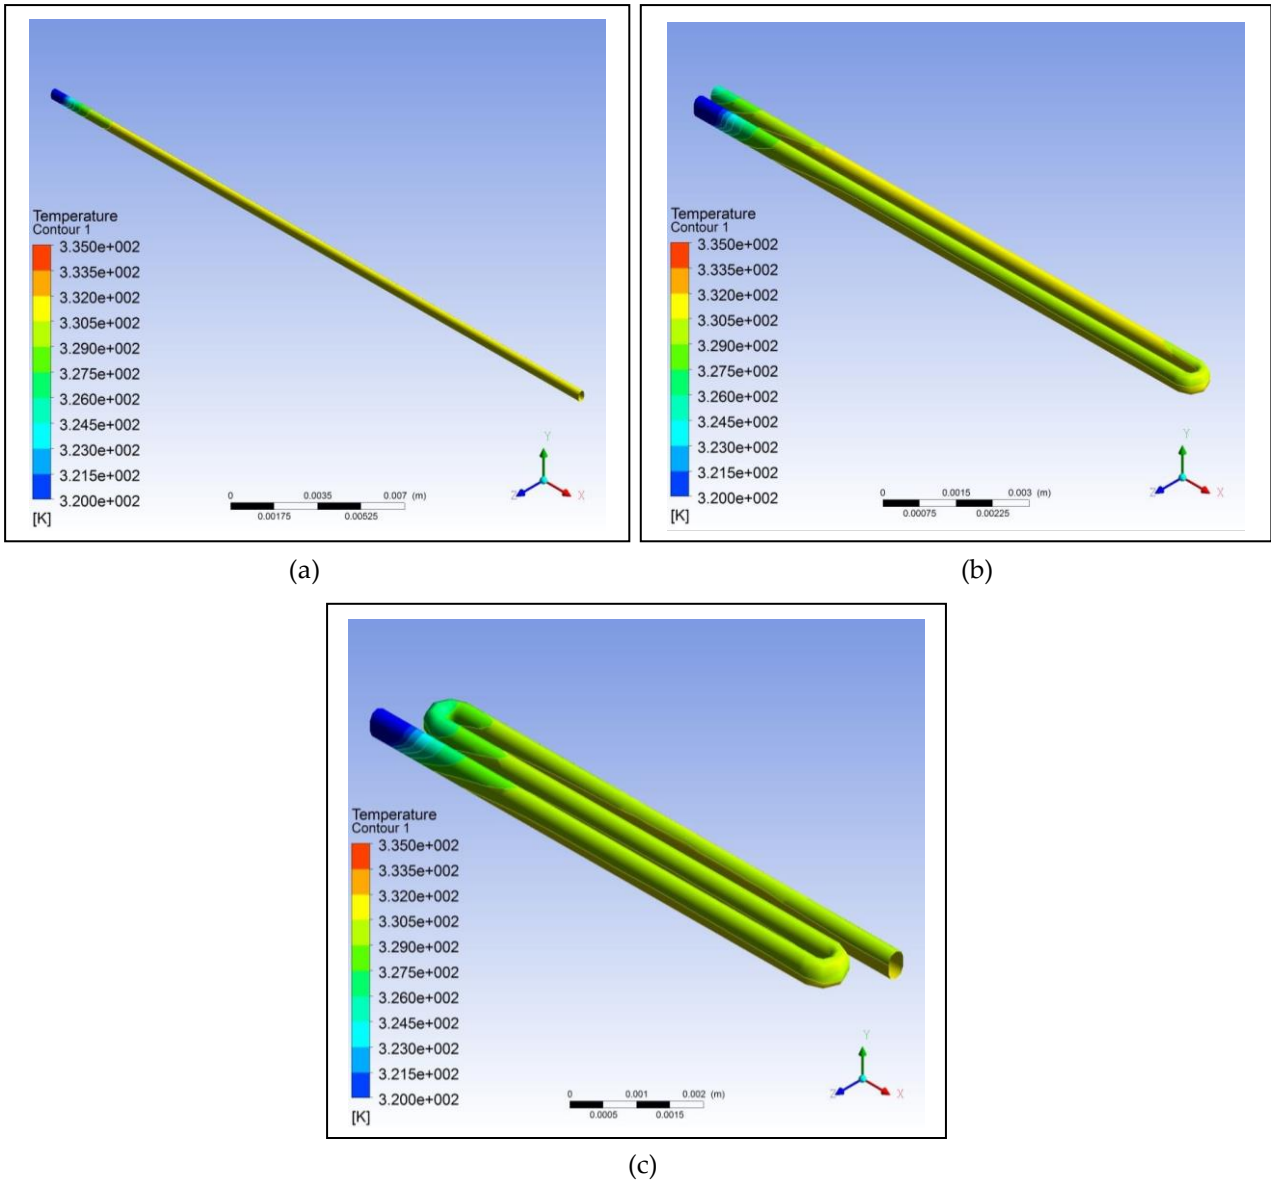 Temperature
Contour 1
3.350e+002
3.335e+002
3.320e+002
3.305e+002
3.290e+002
3.275e+002
3.260e+002
3.245e+002
3.230e+002
3.215e+002
3.200e+002
[K]
0 0.0035 0.007 (m)
0.00175 0.00525
Y
Z X
(a)
Temperature
Contour 1
3.350e+002
3.335e+002
3.320e+002
3.305e+002
3.290e+002
3.275e+002
3.260e+002
3.245e+002
3.230e+002
3.215e+002
3.200e+002
[K]
0 0.0015 0.003 (m)
0.00075 0.00225
Y
Z X
(b)
Temperature
Contour 1
3.350e+002
3.335e+002
3.320e+002
3.305e+002
3.290e+002
3.275e+002
3.260e+002
3.245e+002
3.230e+002
3.215e+002
3.200e+002
[K]
0 0.001 0.002 (m)
0.0005 0.0015
Y
Z X
(c)